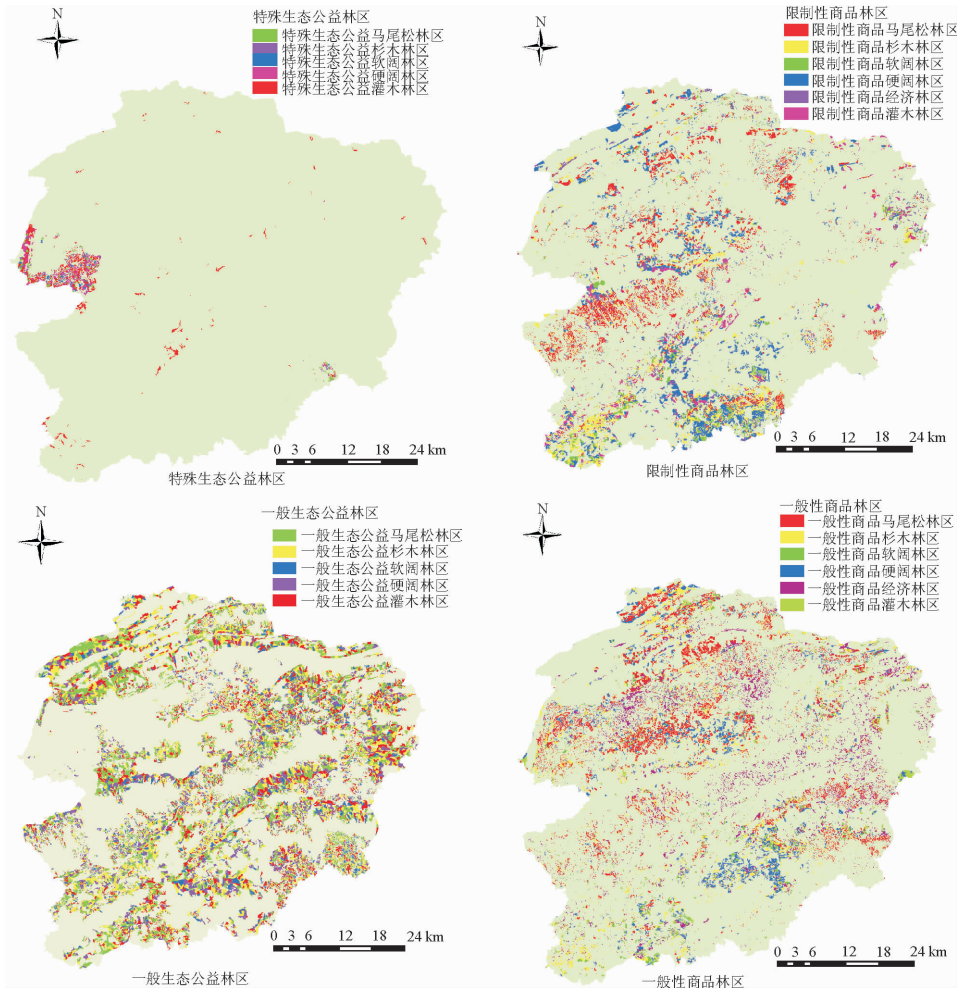 特殊生态公益林区
N
特殊生态公益马尾松林区
特殊生态公益杉木林区
特殊生态公益软阔林区
特殊生态公益硬阔林区
特殊生态公益灌木林区
0 3 6 12 18 24 km
特殊生态公益林区
限制性商品林区
N
限制性商品马尾松林区
限制性商品杉木林区
限制性商品软阔林区
限制性商品硬阔林区
限制性商品经济林区
限制性商品灌木林区
0 3 6 12 18 24 km
限制性商品林区
一般生态公益林区
N
一般生态公益马尾松林区
一般生态公益杉木林区
一般生态公益软阔林区
一般生态公益硬阔林区
一般生态公益灌木林区
0 3 6 12 18 24 km
一般生态公益林区
一般性商品林区
N
一般性商品马尾松林区
一般性商品杉木林区
一般性商品软阔林区
一般性商品硬阔林区
一般性商品经济林区
一般性商品灌木林区
0 3 6 12 18 24 km
一般性商品林区